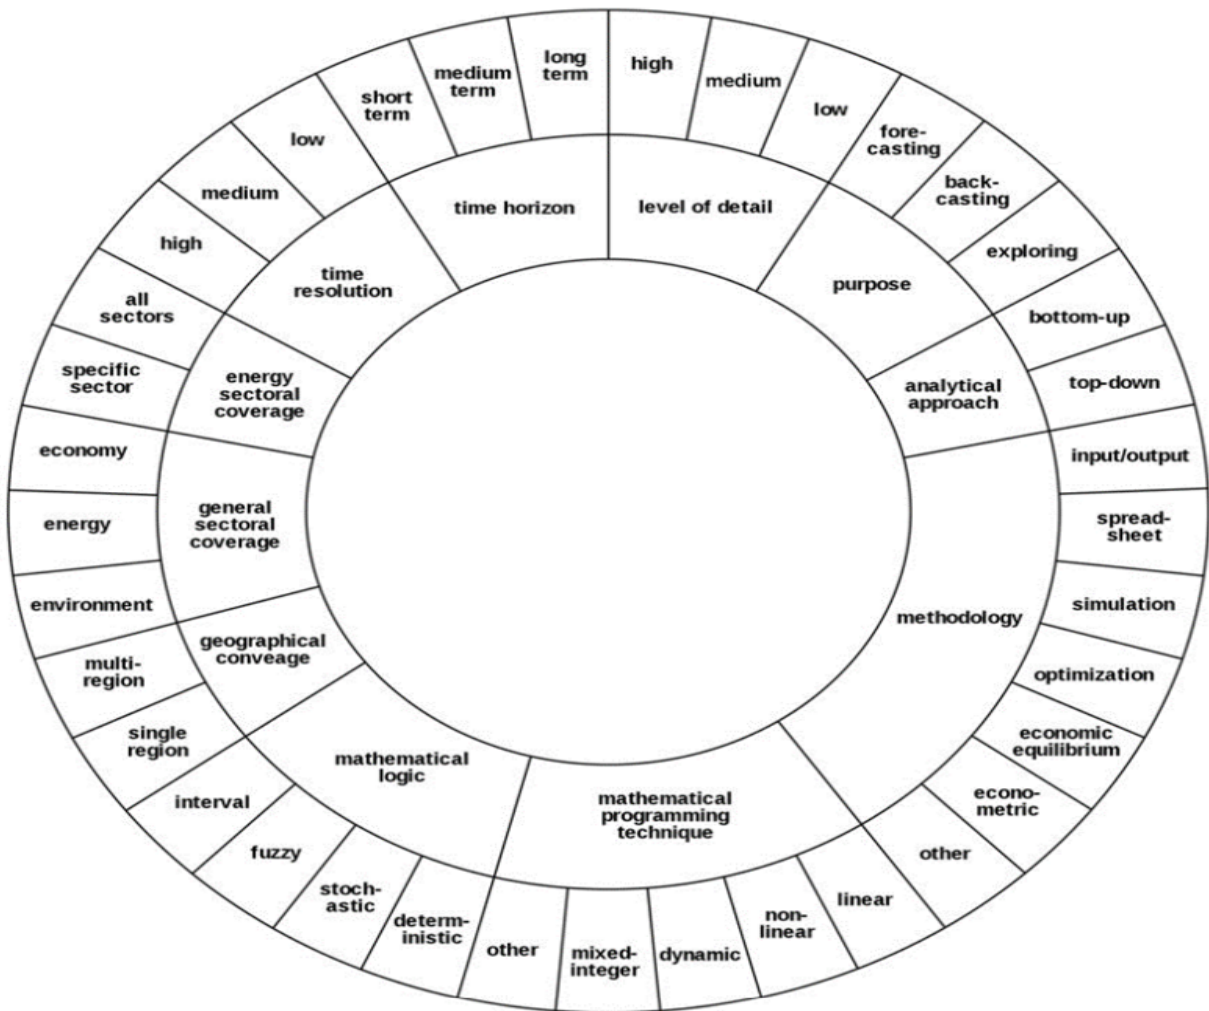 long
term
high
medium
low
fore-
casting
back-
casting
exploring
bottom-up
top-down
input/output
spread-
sheet
simulation
optimization
economic
equilibrium
econo-
metric
other
linear
non-
linear
dynamic
mixed-
integer
other
determ-
inistic
stoch-
astic
fuzzy
interval
single
region
multi-
region
environment
energy
economy
specific
sector
all
sectors
high
medium
low
short
term
medium
term
time horizon
level of detail
purpose
analytical
approach
methodology
mathematical
programming
technique
mathematical
logic
geographical
conveage
general
sectoral
coverage
energy
sectoral
coverage
time
resolution